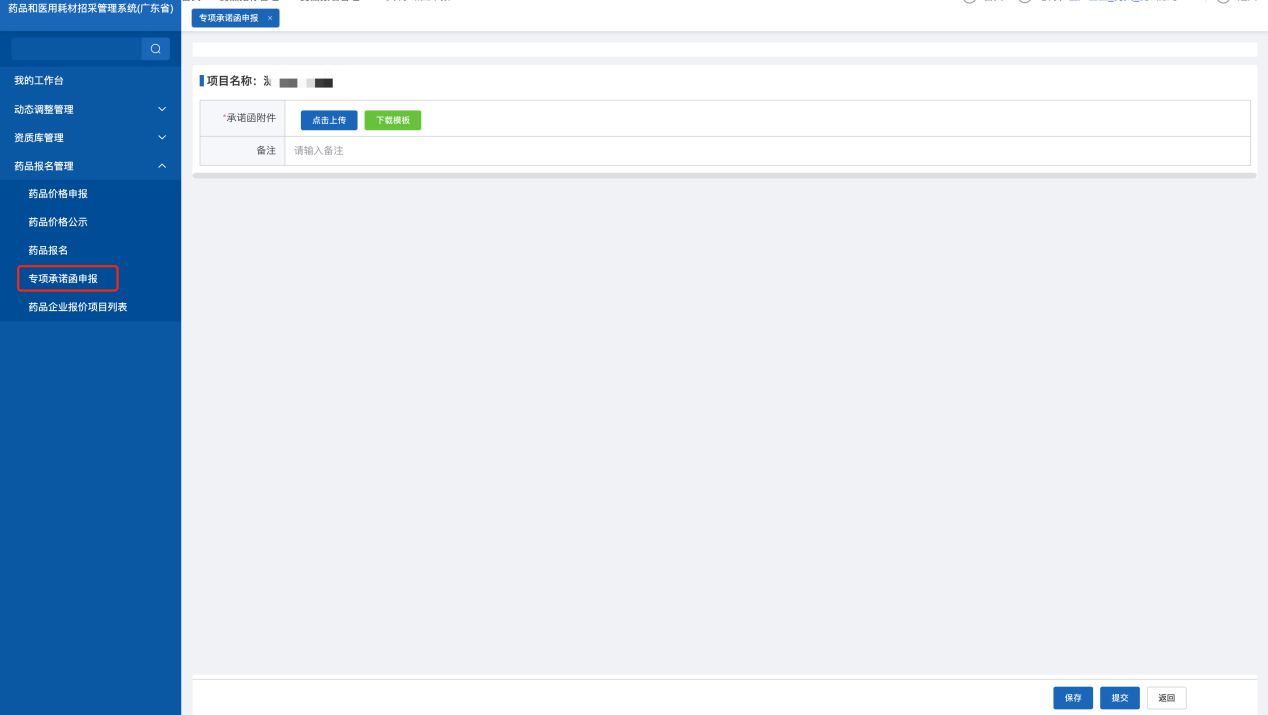 药品和医用耗材招采管理系统(广东省)
专项承诺函申报 ×
我的工作台
动态调整管理
资质库管理
药品报名管理
药品价格申报
药品价格公示
药品报名
专项承诺函申报
药品企业报价项目列表
项目名称：
*承诺函附件 点击上传 下载模板
备注 请输入备注
保存 提交 返回